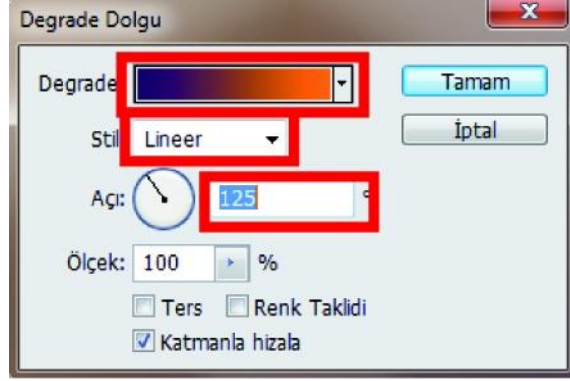 Degrade Dolgu
Degrade
Tamam
Stil Lineer
İptal
Açı: 125 °
Ölçek: 100 %
Ters Renk Taklidi
Katmanla hizala